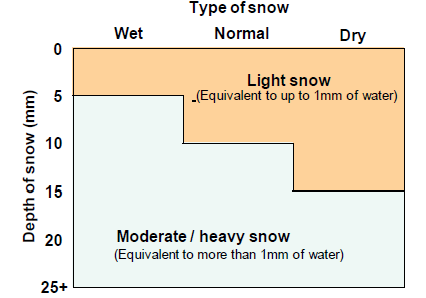 Type of snow
Wet Normal Dry
Depth of snow (mm)
0
5
10
15
20
25+
Light snow
(Equivalent to up to 1mm of water)
Moderate / heavy snow
(Equivalent to more than 1mm of water)